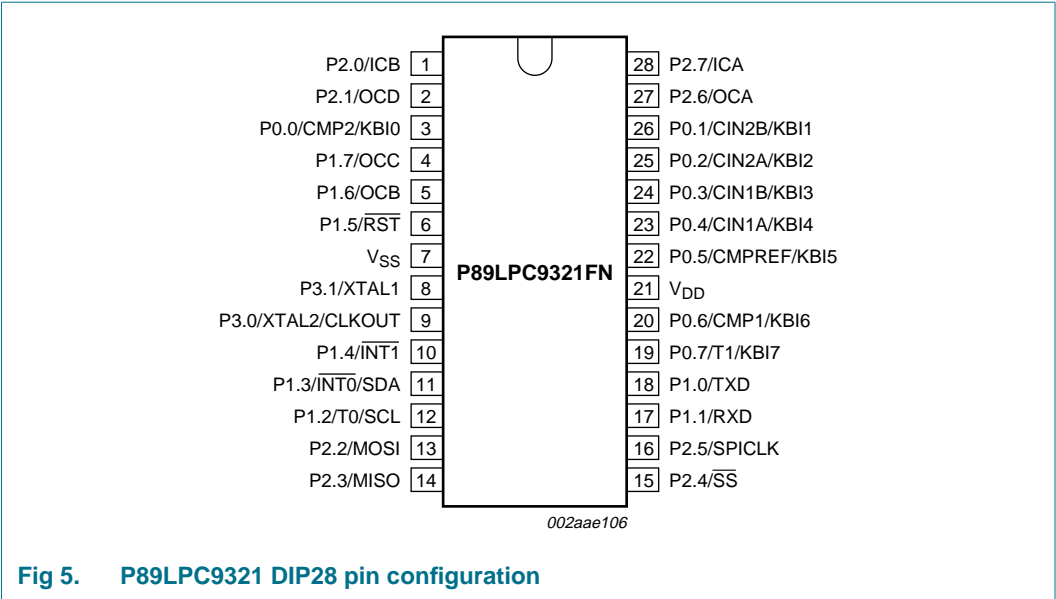 P2.0/ICB 1 28 P2.7/ICA
P2.1/OCD 2 27 P2.6/OCA
P0.0/CMP2/KBI0 3 26 P0.1/CIN2B/KBI1
P1.7/OCC 4 25 P0.2/CIN2A/KBI2
P1.6/OCB 5 24 P0.3/CIN1B/KBI3
P1.5/RST 6 23 P0.4/CIN1A/KBI4
VSS 7 22 P0.5/CMPREF/KBI5
P89LPC9321FN
P3.1/XTAL1 8 21 VDD
P3.0/XTAL2/CLKOUT 9 20 P0.6/CMP1/KBI6
P1.4/INT1 10 19 P0.7/T1/KBI7
P1.3/INT0/SDA 11 18 P1.0/TXD
P1.2/T0/SCL 12 17 P1.1/RXD
P2.2/MOSI 13 16 P2.5/SPICLK
P2.3/MISO 14 15 P2.4/SS
002aae106
Fig 5. P89LPC9321 DIP28 pin configuration